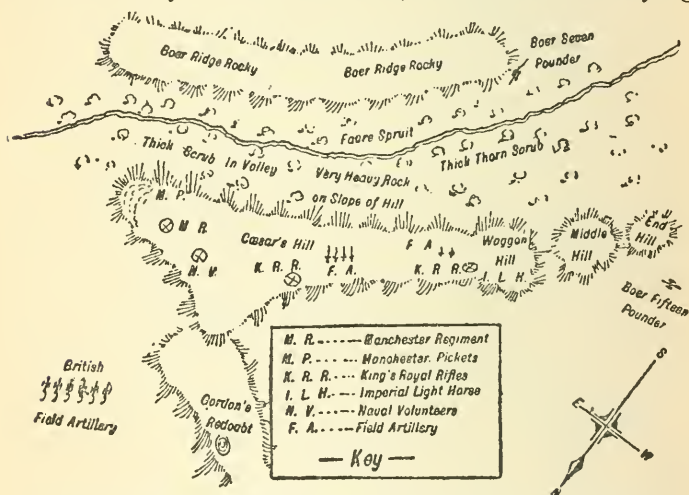 Boer Ridge Rocky
Boer Ridge Rocky
Boer Seven
Pounder
Faure Spruit
Thick Scrub In Valley
Very Heavy Rock
Thick Thorn Scrub
on Slope of Hill
M. P.
M R.
N. V.
Cæsar's Hill
K. R. R.
F. A.
F A
K R R.
Waggon
Hill
I. L. H.
Middle
Hill
End
Hill
Boer Fifteen
Pounder
British
Field Artillery
Gordon's
Redoubt
M. R. Manchester Regiment
M. P. Manchester. Pickets
K. R. R. King's Royal Rifles
I. L. H. Imperial Light Horse
N. V. Naval Volunteers
F. A. Field Artillery
— Key —
S
E
W
N